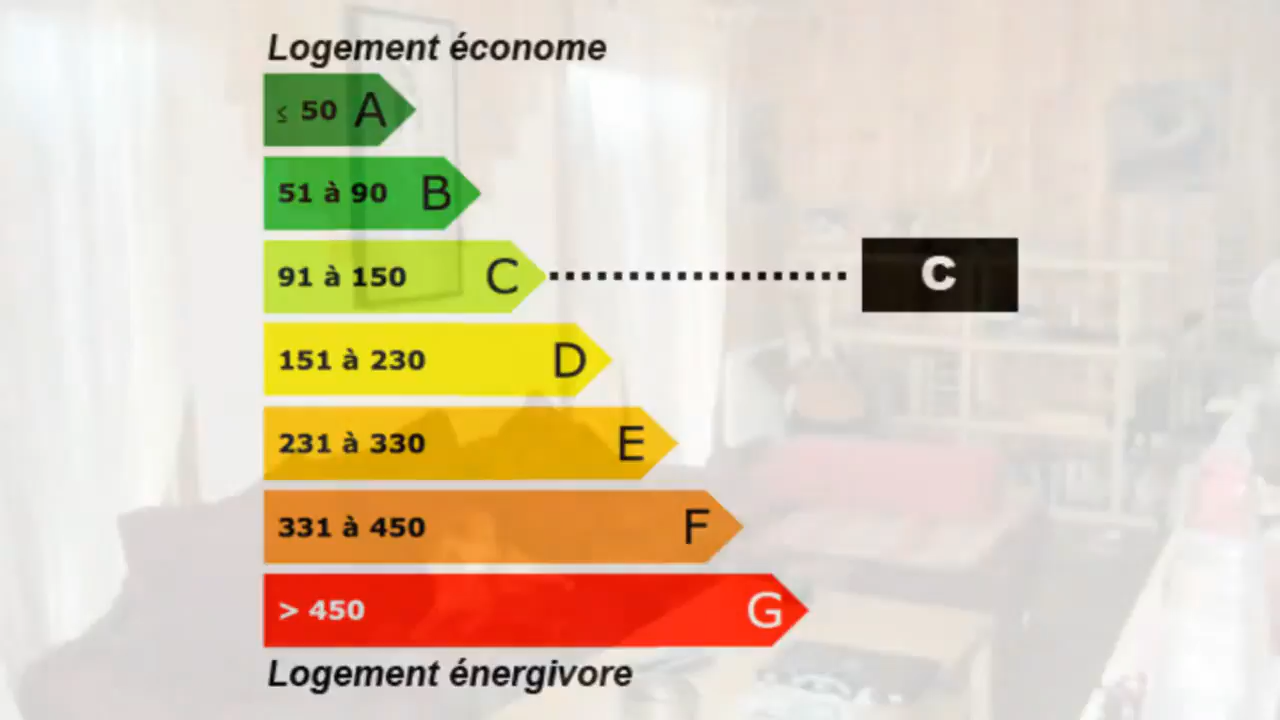 Logement économe
≤ 50 A
51 à 90 B
91 à 150 C
C
151 à 230 D
231 à 330 E
331 à 450 F
> 450 G
Logement énergivore